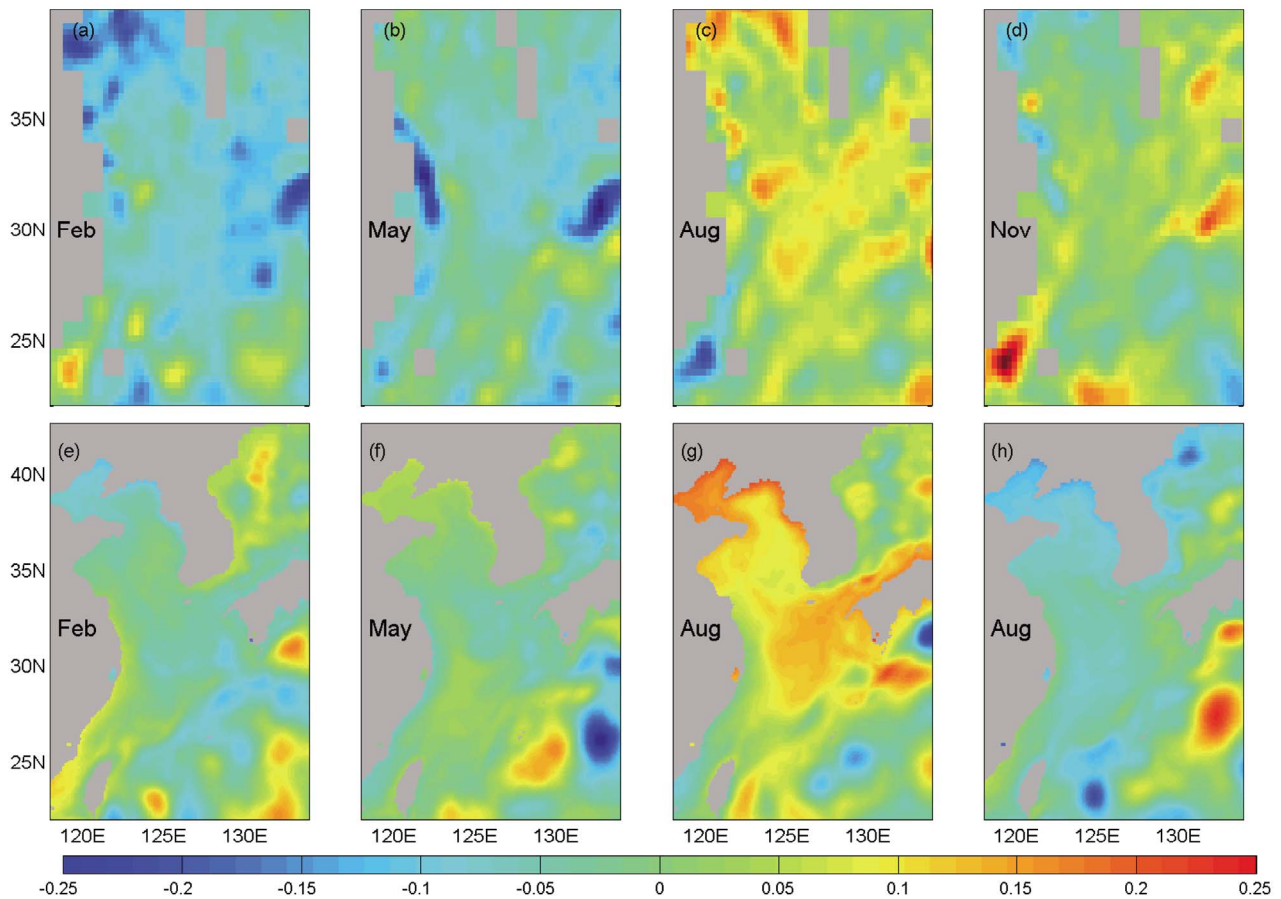 (a) (b) (c) (d)
35N
30N
Feb May Aug Nov
25N
(e) (f) (g) (h)
40N
35N
Feb May Aug Aug
30N
25N
120E 125E 130E 120E 125E 130E 120E 125E 130E 120E 125E 130E
-0.25 -0.2 -0.15 -0.1 -0.05 0 0.05 0.1 0.15 0.2 0.25